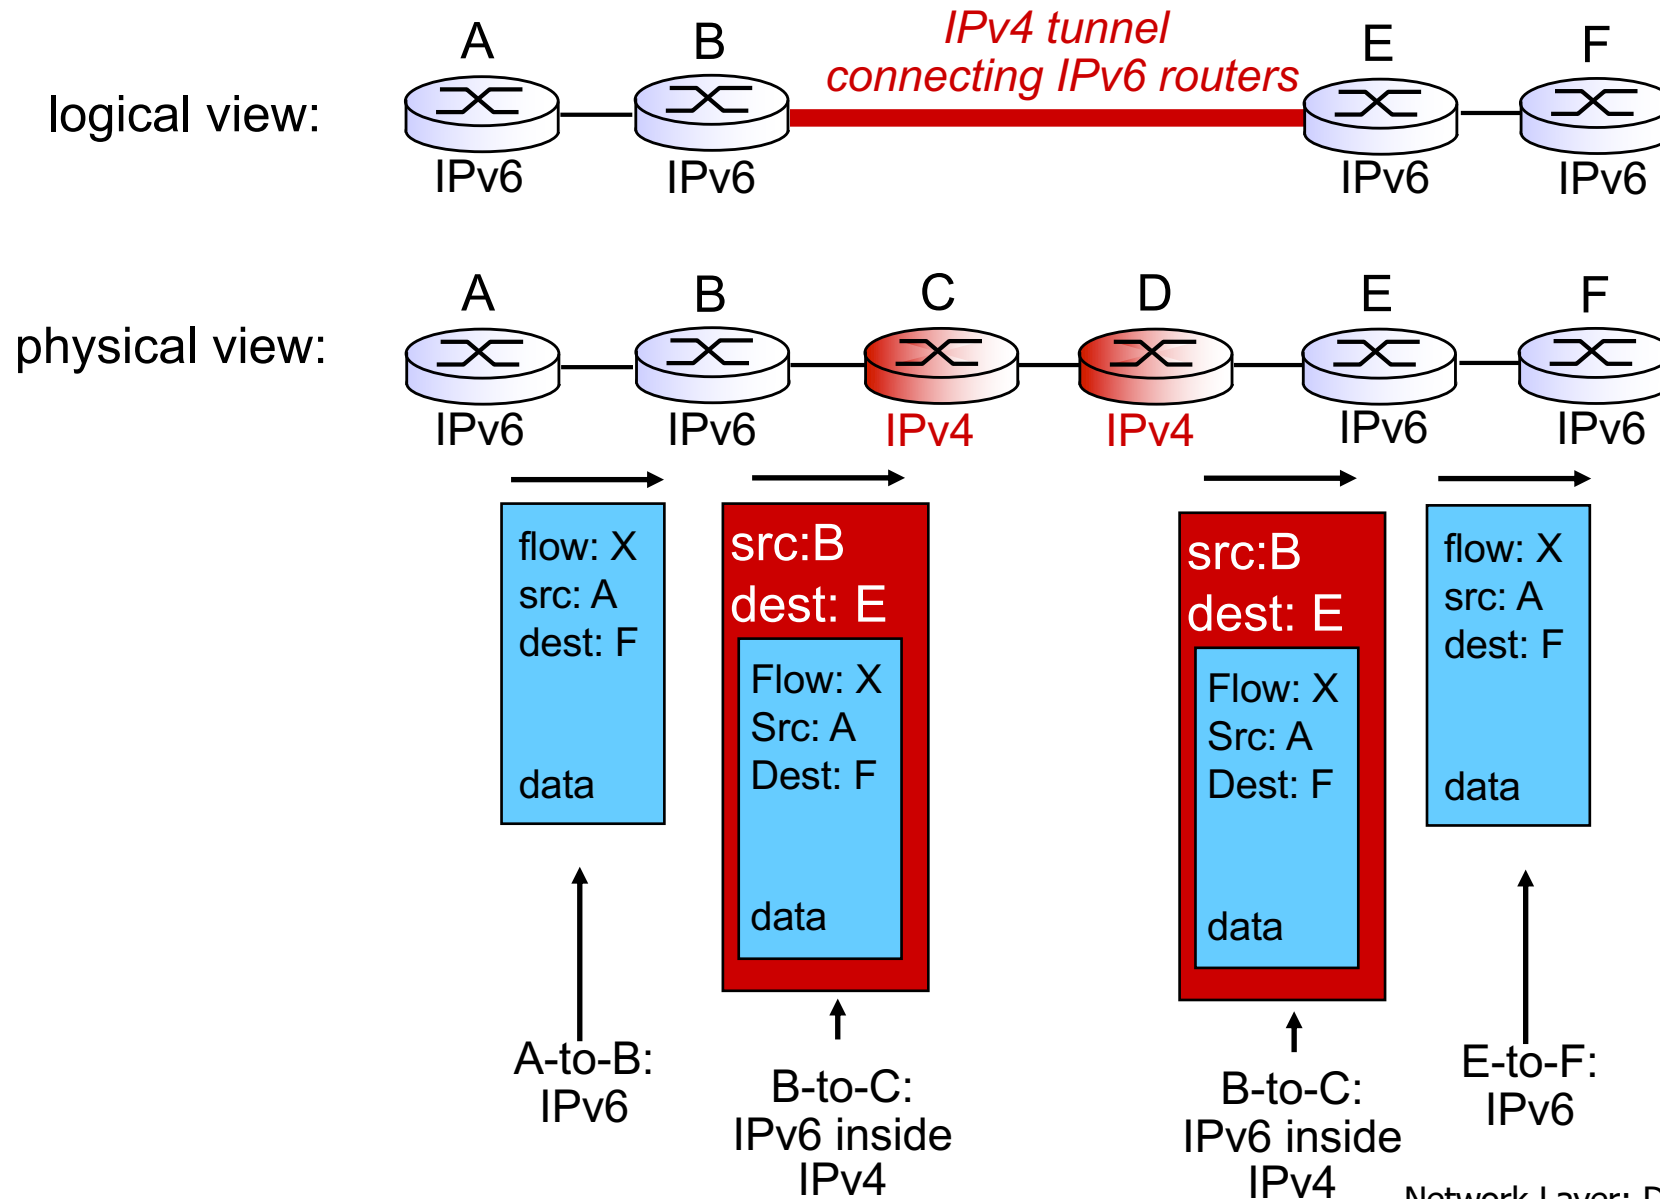 A
B
IPv4 tunnel
connecting IPv6 routers
E
F
logical view:
IPv6
IPv6
IPv6
IPv6
A
B
C
D
E
F
physical view:
IPv6
IPv6
IPv4
IPv4
IPv6
IPv6
flow: X
src: A
dest: F
data
src:B
dest: E
Flow: X
Src: A
Dest: F
data
src:B
dest: E
Flow: X
Src: A
Dest: F
data
flow: X
src: A
dest: F
data
A-to-B:
IPv6
B-to-C:
IPv6 inside
IPv4
B-to-C:
IPv6 inside
IPv4
E-to-F:
IPv6
Network Layer: D